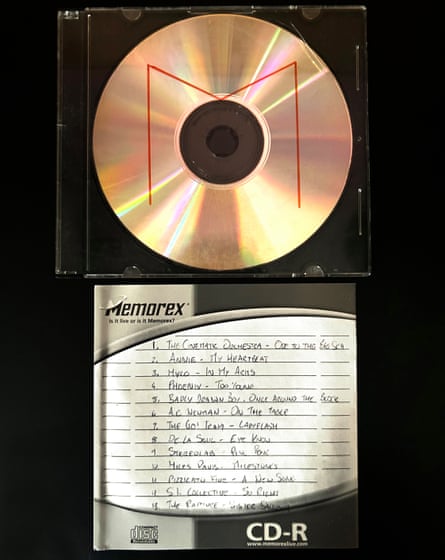 M
Memorex
Is it live or is it Memorex?
1. THE CINEMATIC ORCHESTRA - ODE TO THE BIG SEA
2. ANNIE - MY HEARTBEAT
3. MYLO - IN MY ARMS
4. PHOENIX - TOO YOUNG
5. BADLY DRAWN BOY - ONCE AROUND THE BLOCK
6. A.C. NEWMAN - ON THE TABLE
7. THE GO! TEAM - LADYFLASH
8 DE LA SOUL - EYE KNOW
9 STEREOLAB - PING PONG
10 MILES DAVIS - MILESTONES
11 PIZZICATO FIVE - A NEW SONG
12 S.I. COLLECTIVE - SO RIGHT
13 THE RAPTURE -
COMPACT
disc
Recordable
CD-R
www.memorexlive.com